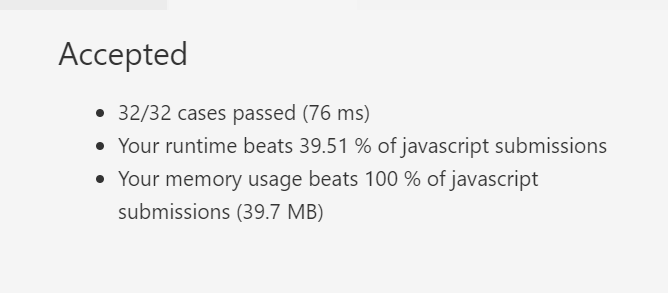 Accepted
• 32/32 cases passed (76 ms)
• Your runtime beats 39.51 % of javascript submissions
• Your memory usage beats 100 % of javascript
submissions (39.7 MB)